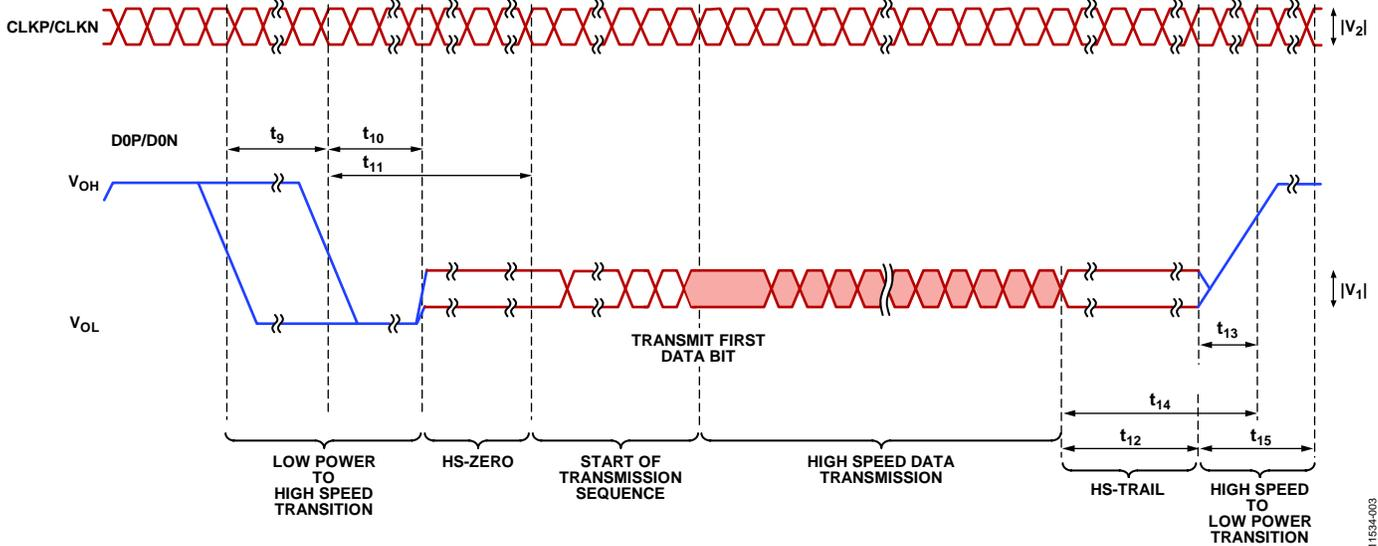 CLKP/CLKN
|V2|
D0P/D0N
t9
t10
t11
VOH
VOL
|V1|
TRANSMIT FIRST
DATA BIT
t13
t14
t12
t15
LOW POWER
TO
HIGH SPEED
TRANSITION
HS-ZERO
START OF
TRANSMISSION
SEQUENCE
HIGH SPEED DATA
TRANSMISSION
HS-TRAIL
HIGH SPEED
TO
LOW POWER
TRANSITION
11534-003